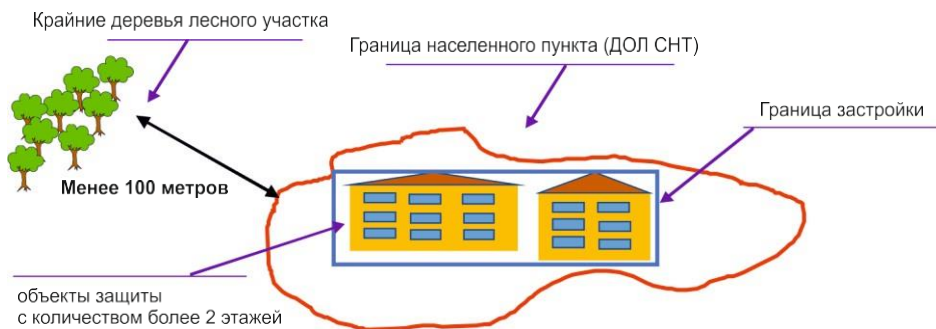 Крайние деревья лесного участка
Граница населенного пункта (ДОЛ СНТ)
Граница застройки
Менее 100 метров
объекты защиты
с количеством более 2 этажей